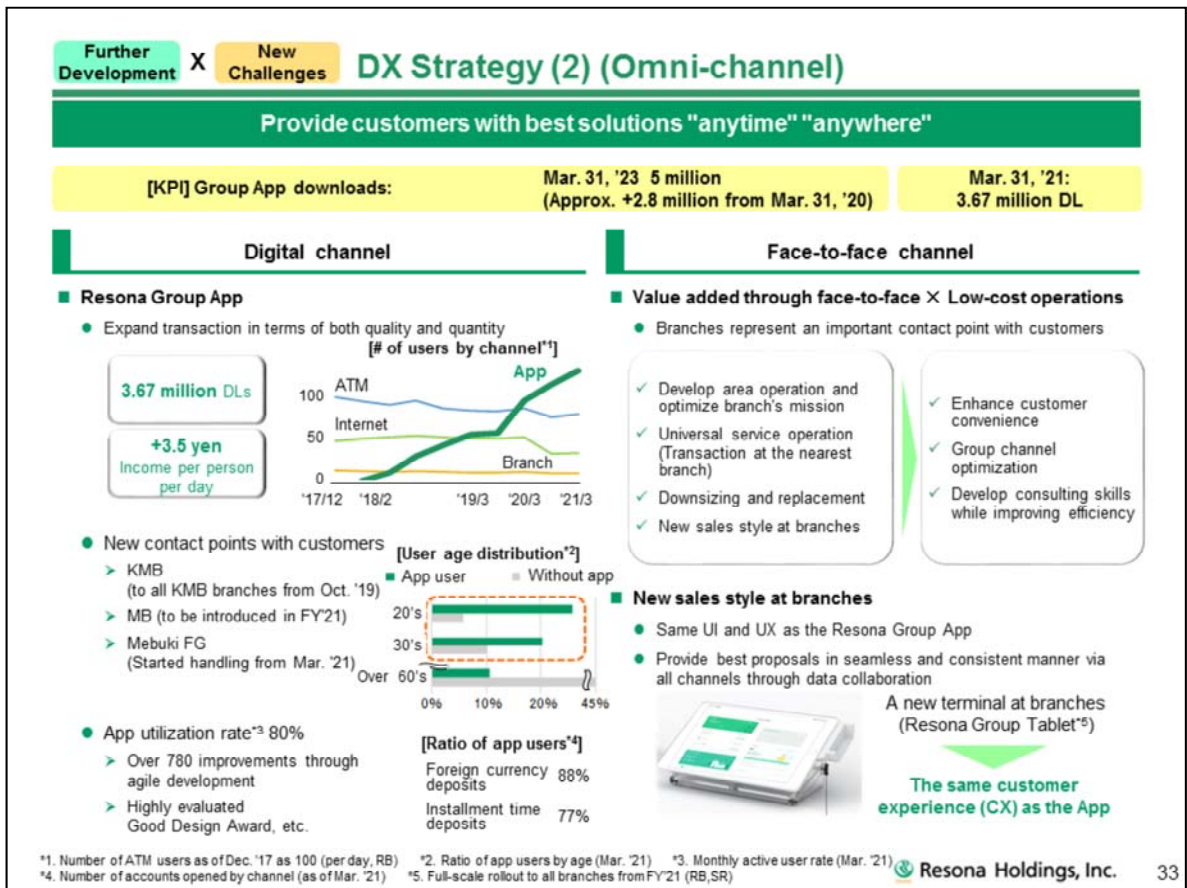 Further
Development
X
New
Challenges
DX Strategy (2) (Omni-channel)
Provide customers with best solutions "anytime" "anywhere"
[KPI] Group App downloads:
Mar. 31, '23 5 million
(Approx. +2.8 million from Mar. 31, '20)
Mar. 31, '21:
3.67 million DL
Digital channel
■ Resona Group App
● Expand transaction in terms of both quality and quantity
3.67 million DLs
+3.5 yen
Income per person
per day
[# of users by channel*1]
App
ATM
100
Internet
50
Branch
0
'17/12 '18/2 '19/3 '20/3 '21/3
● New contact points with customers
➢ KMB
(to all KMB branches from Oct. '19)
➢ MB (to be introduced in FY'21)
➢ Mebuki FG
(Started handling from Mar. '21)
[User age distribution*2]
■ App user ■ Without app
20's
30's
Over 60's
0% 10% 20% 45%
● App utilization rate*3 80%
➢ Over 780 improvements through
agile development
➢ Highly evaluated
Good Design Award, etc.
[Ratio of app users*4]
Foreign currency
deposits 88%
Installment time
deposits 77%
Face-to-face channel
■ Value added through face-to-face × Low-cost operations
● Branches represent an important contact point with customers
✓ Develop area operation and
optimize branch's mission
✓ Universal service operation
(Transaction at the nearest
branch)
✓ Downsizing and replacement
✓ New sales style at branches
✓ Enhance customer
convenience
✓ Group channel
optimization
✓ Develop consulting skills
while improving efficiency
■ New sales style at branches
● Same UI and UX as the Resona Group App
● Provide best proposals in seamless and consistent manner via
all channels through data collaboration
A new terminal at branches
(Resona Group Tablet*5)
The same customer
experience (CX) as the App
*1. Number of ATM users as of Dec. '17 as 100 (per day, RB) *2. Ratio of app users by age (Mar. '21) *3. Monthly active user rate (Mar. '21)
*4. Number of accounts opened by channel (as of Mar. '21) *5. Full-scale rollout to all branches from FY'21 (RB,SR)
Resona Holdings, Inc.
33